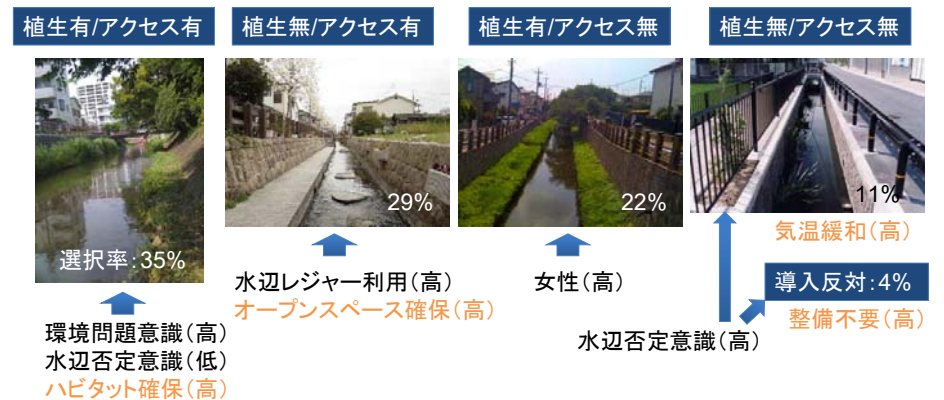 植生有/アクセス有
植生無/アクセス有
植生有/アクセス無
植生無/アクセス無
選択率:35%
29%
22%
11%
気温緩和(高)
水辺レジャー利用(高)
オープンスペース確保(高)
女性(高)
導入反対:4%
整備不要(高)
環境問題意識(高)
水辺否定意識(低)
ハビタット確保(高)
水辺否定意識(高)